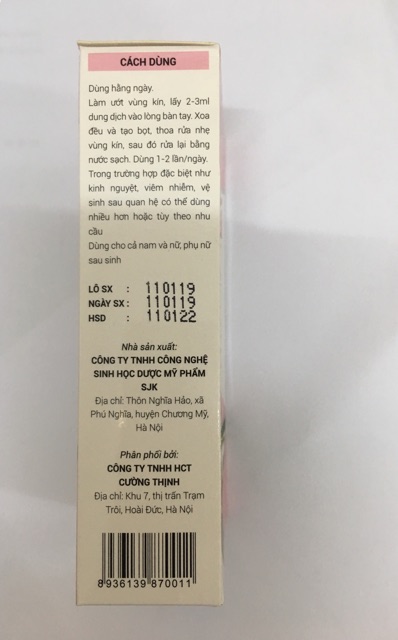 CÁCH DÙNG
Dùng hằng ngày.
Làm ướt vùng kín, lấy 2-3ml
dung dịch vào lòng bàn tay. Xoa
đều và tạo bọt, thoa rửa nhẹ
vùng kín, sau đó rửa lại bằng
nước sạch. Dùng 1-2 lần/ngày.
Trong trường hợp đặc biệt như
kinh nguyệt, viêm nhiễm, vệ
sinh sau quan hệ có thể dùng
nhiều hơn hoặc tùy theo nhu
cầu
Dùng cho cả nam và nữ, phụ nữ
sau sinh
LÔ SX : 110119
NGÀY SX : 110119
HSD : 110122
Nhà sản xuất:
CÔNG TY TNHH CÔNG NGHỆ
SINH HỌC DƯỢC MỸ PHẨM
SJK
Địa chỉ: Thôn Nghĩa Hảo, xã
Phú Nghĩa, huyện Chương Mỹ,
Hà Nội
Phân phối bởi:
CÔNG TY TNHH HCT
CƯỜNG THỊNH
Địa chỉ: Khu 7, thị trấn Trạm
Trôi, Hoài Đức, Hà Nội
8 936139 870011